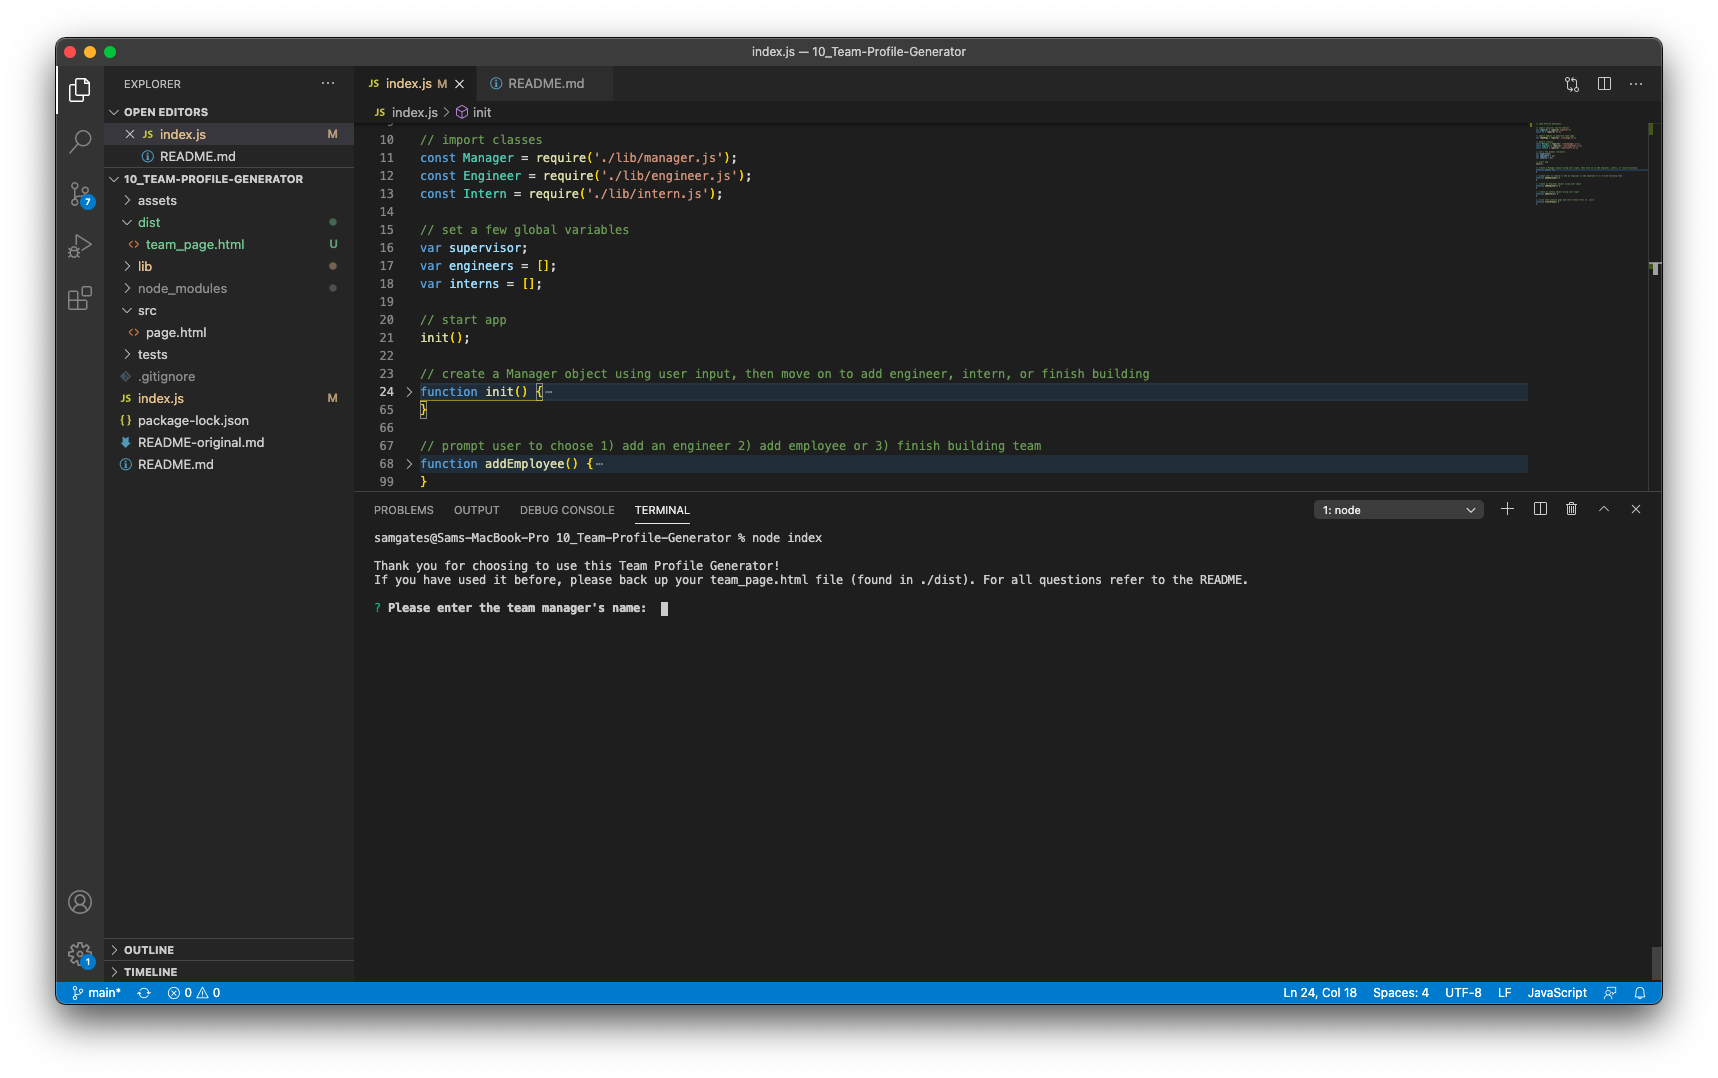 index.js — 10_Team-Profile-Generator
EXPLORER
OPEN EDITORS
JS index.js M
README.md
10_TEAM-PROFILE-GENERATOR
assets
dist
team_page.html U
lib
node_modules
src
page.html
tests
.gitignore
JS index.js M
package-lock.json
README-original.md
README.md
OUTLINE
TIMELINE
7
1
JS index.js M
README.md
JS index.js > init
10 // import classes
11 const Manager = require('./lib/manager.js');
12 const Engineer = require('./lib/engineer.js');
13 const Intern = require('./lib/intern.js');
14
15 // set a few global variables
16 var supervisor;
17 var engineers = [];
18 var interns = [];
19
20 // start app
21 init();
22
23 // create a Manager object using user input, then move on to add engineer, intern, or finish building
24 function init() {⋯
65 }
66
67 // prompt user to choose 1) add an engineer 2) add employee or 3) finish building team
68 function addEmployee() {⋯
99 }
PROBLEMS OUTPUT DEBUG CONSOLE TERMINAL
1: node
samgates@Sams-MacBook-Pro 10_Team-Profile-Generator % node index
Thank you for choosing to use this Team Profile Generator!
If you have used it before, please back up your team_page.html file (found in ./dist). For all questions refer to the README.
? Please enter the team manager's name:
main* 0 0
Ln 24, Col 18 Spaces: 4 UTF-8 LF JavaScript